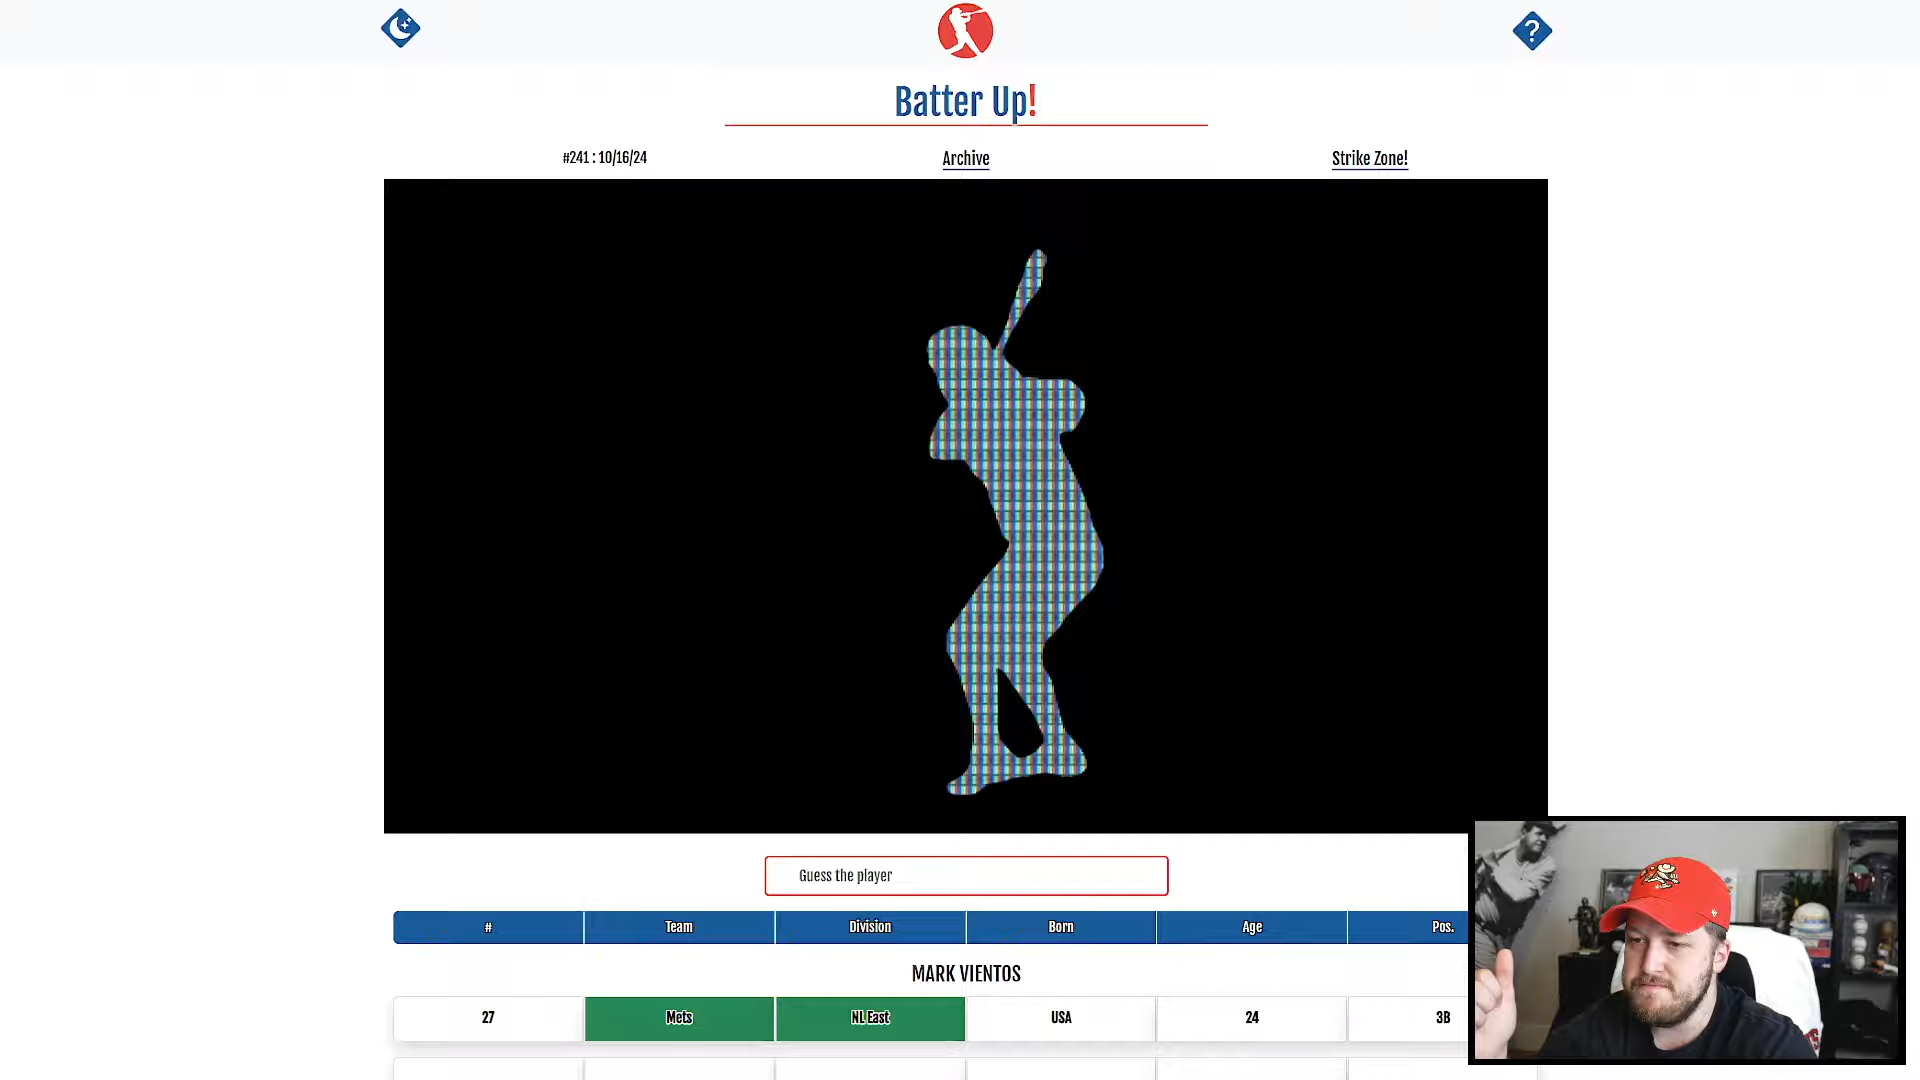 Batter Up!
#241 : 10/16/24
Archive
Strike Zone!
Guess the player
# Team Division Born Age Pos.
MARK VIENTOS
27 Mets NL East USA 24 3B